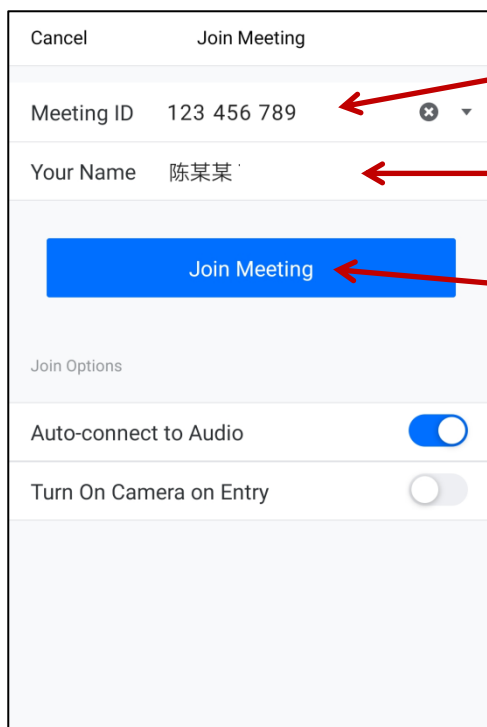 Cancel Join Meeting
Meeting ID 123 456 789
Your Name 陈某某
Join Meeting
Join Options
Auto-connect to Audio
Turn On Camera on Entry